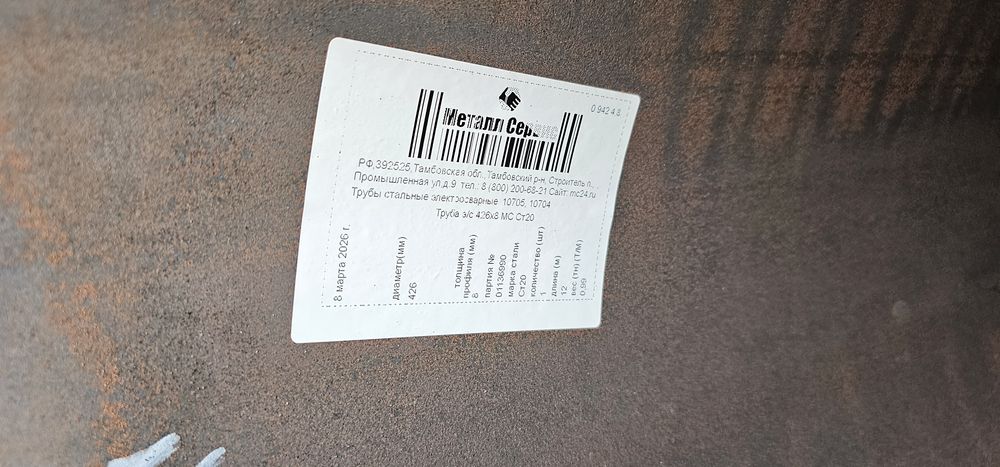 0.942 4.8
Металл Сервис
РФ,392525,Тамбовская обл.,Тамбовский р-н, Строитель п.,
Промышленная ул,д.9 тел.: 8 (800) 200-68-21 Сайт: mc24.ru
Трубы стальные электросварные 10705, 10704
Труба э/с 426х8 МС Ст20
8 марта 2026 г.
диаметр(мм)
426
толщина
профиля (мм)
8
партия №
01136990
марка стали
Ст20
количество (шт)
1
длина (м)
12
вес (тн) (Т/М)
0.99